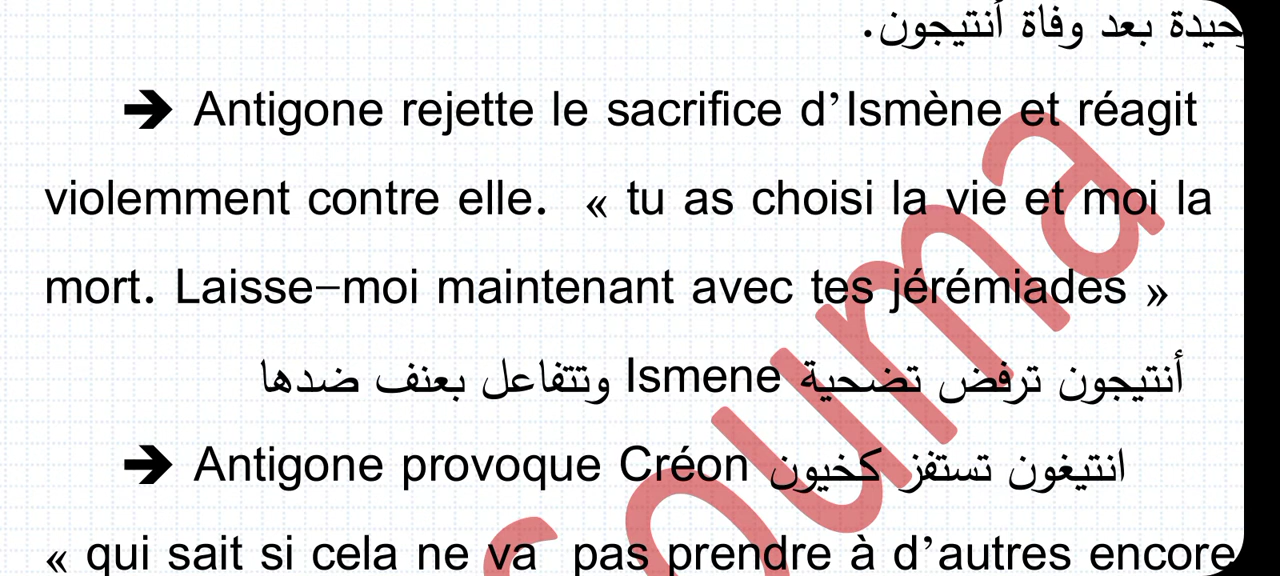 وحيدة بعد وفاة أنتيجون.
➔ Antigone rejette le sacrifice d’Ismène et réagit
violemment contre elle. « tu as choisi la vie et moi la
mort. Laisse-moi maintenant avec tes jérémiades »
أنتيجون ترفض تضحية Ismene وتتفاعل بعنف ضدها
➔ Antigone provoque Créon انتيغون تستفز كخيون
« qui sait si cela ne va pas prendre à d’autres encore
ouma